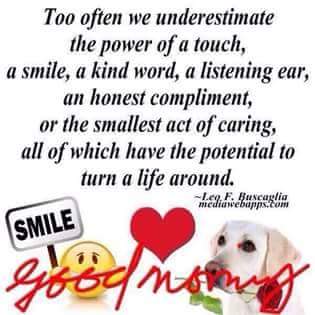 Too often we underestimate
the power of a touch,
a smile, a kind word, a listening ear,
an honest compliment,
or the smallest act of caring,
all of which have the potential to
turn a life around.
~Leo F. Buscaglia
mediawebapps.com
SMILE
good morning